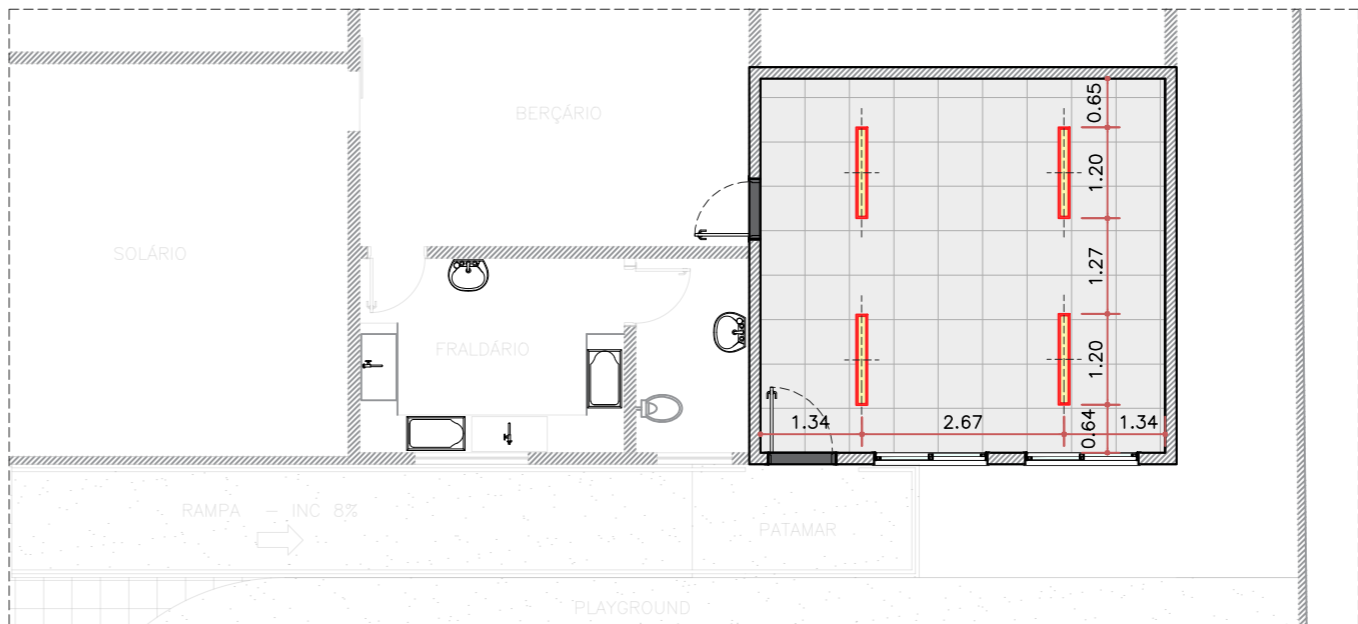 BERÇÁRIO
SOLÁRIO
FRALDÁRIO
0.65
1.20
1.27
1.20
0.64
1.34
2.67
1.34
RAMPA - INC 8%
PATAMAR
PLAYGROUND